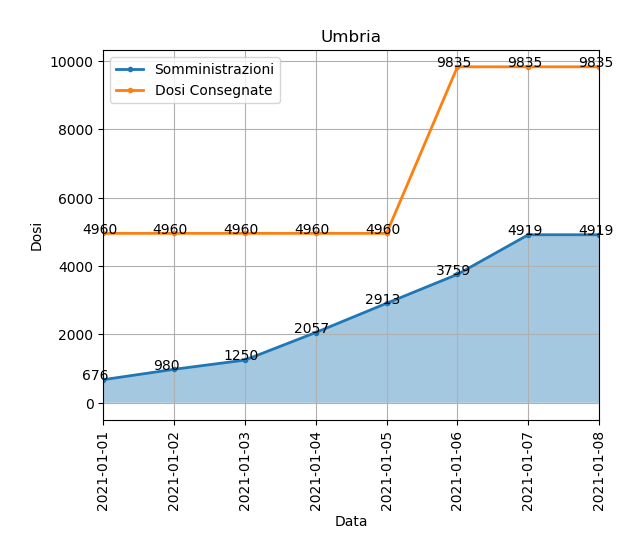 Umbria
Somministrazioni
Dosi Consegnate
10000
8000
6000
4000
2000
0
Dosi
9835 9835 9835
4960 4960 4960 4960 4960
676 980 1250 2057 2913 3759 4919 4919
2021-01-01 2021-01-02 2021-01-03 2021-01-04 2021-01-05 2021-01-06 2021-01-07 2021-01-08
Data